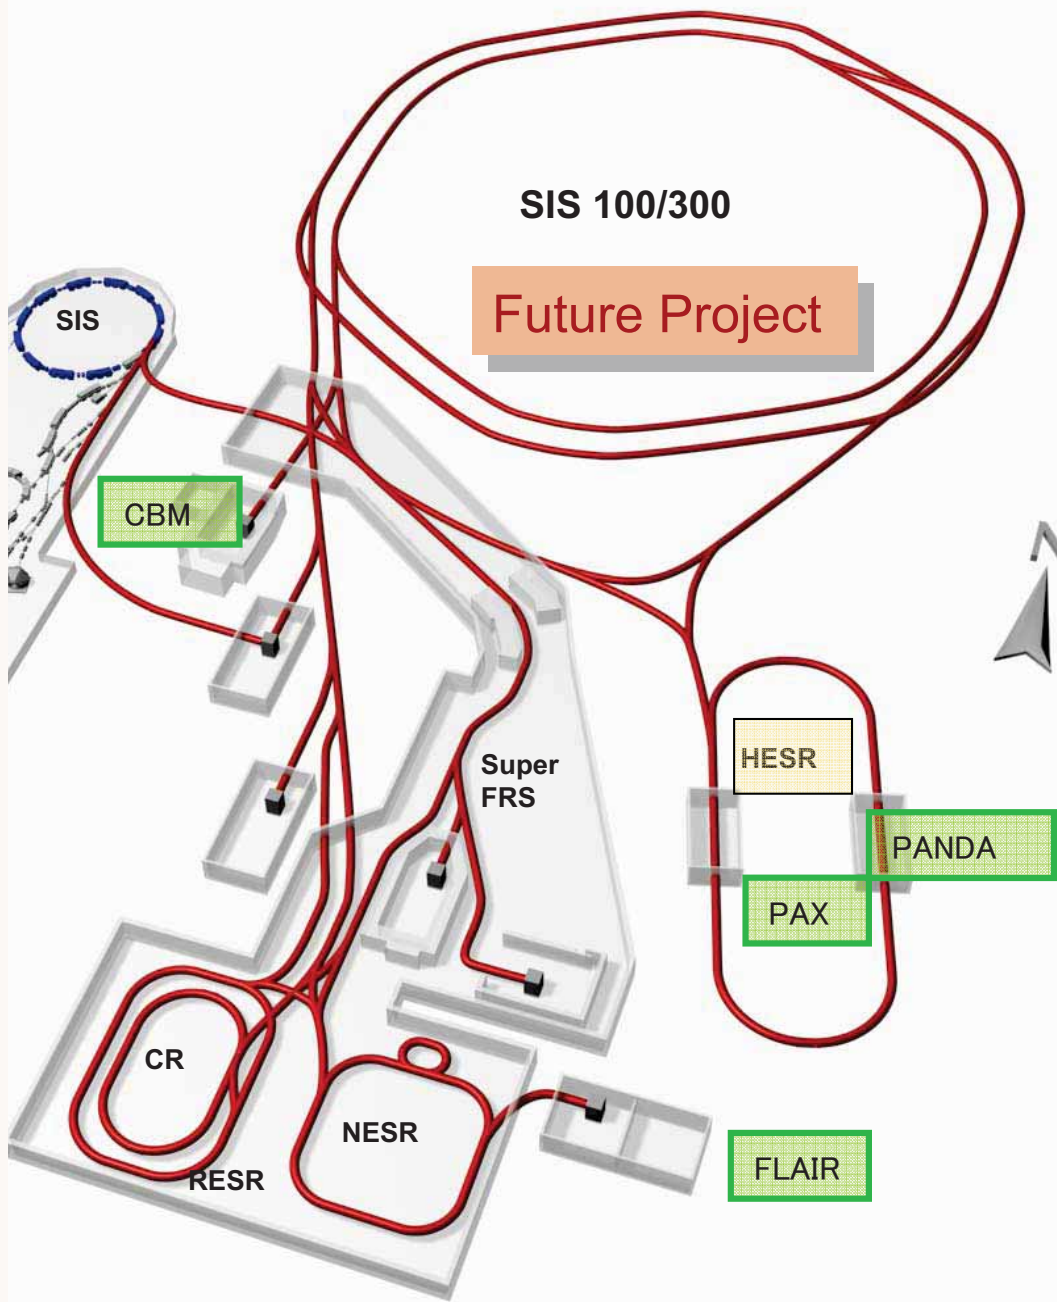 SIS 100/300
Future Project
SIS
CBM
Super
FRS
HESR
PANDA
PAX
CR
NESR
RESR
FLAIR